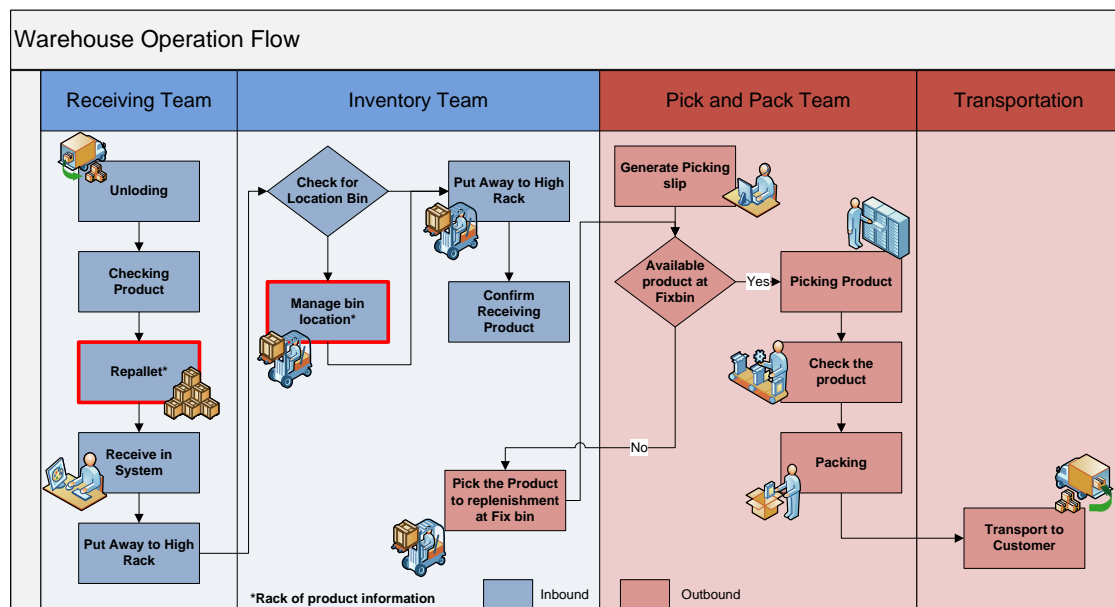 Warehouse Operation Flow
Receiving Team
Inventory Team
Pick and Pack Team
Transportation
Unloding
Checking
Product
Repallet*
Receive in
System
Put Away to High
Rack
Check for
Location Bin
Manage bin
location*
Put Away to High
Rack
Confirm
Receiving
Product
Pick the Product
to replenishment
at Fix bin
*Rack of product information
Inbound
Generate Picking
slip
Available
product at
Fixbin
Yes
No
Picking Product
Check the
product
Packing
Outbound
Transport to
Customer